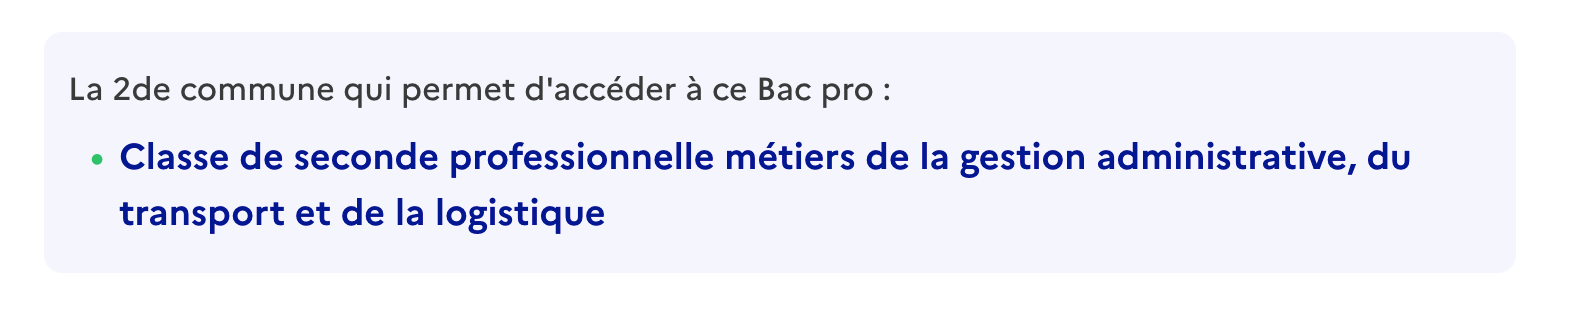 La 2de commune qui permet d'accéder à ce Bac pro :
• Classe de seconde professionnelle métiers de la gestion administrative, du
transport et de la logistique